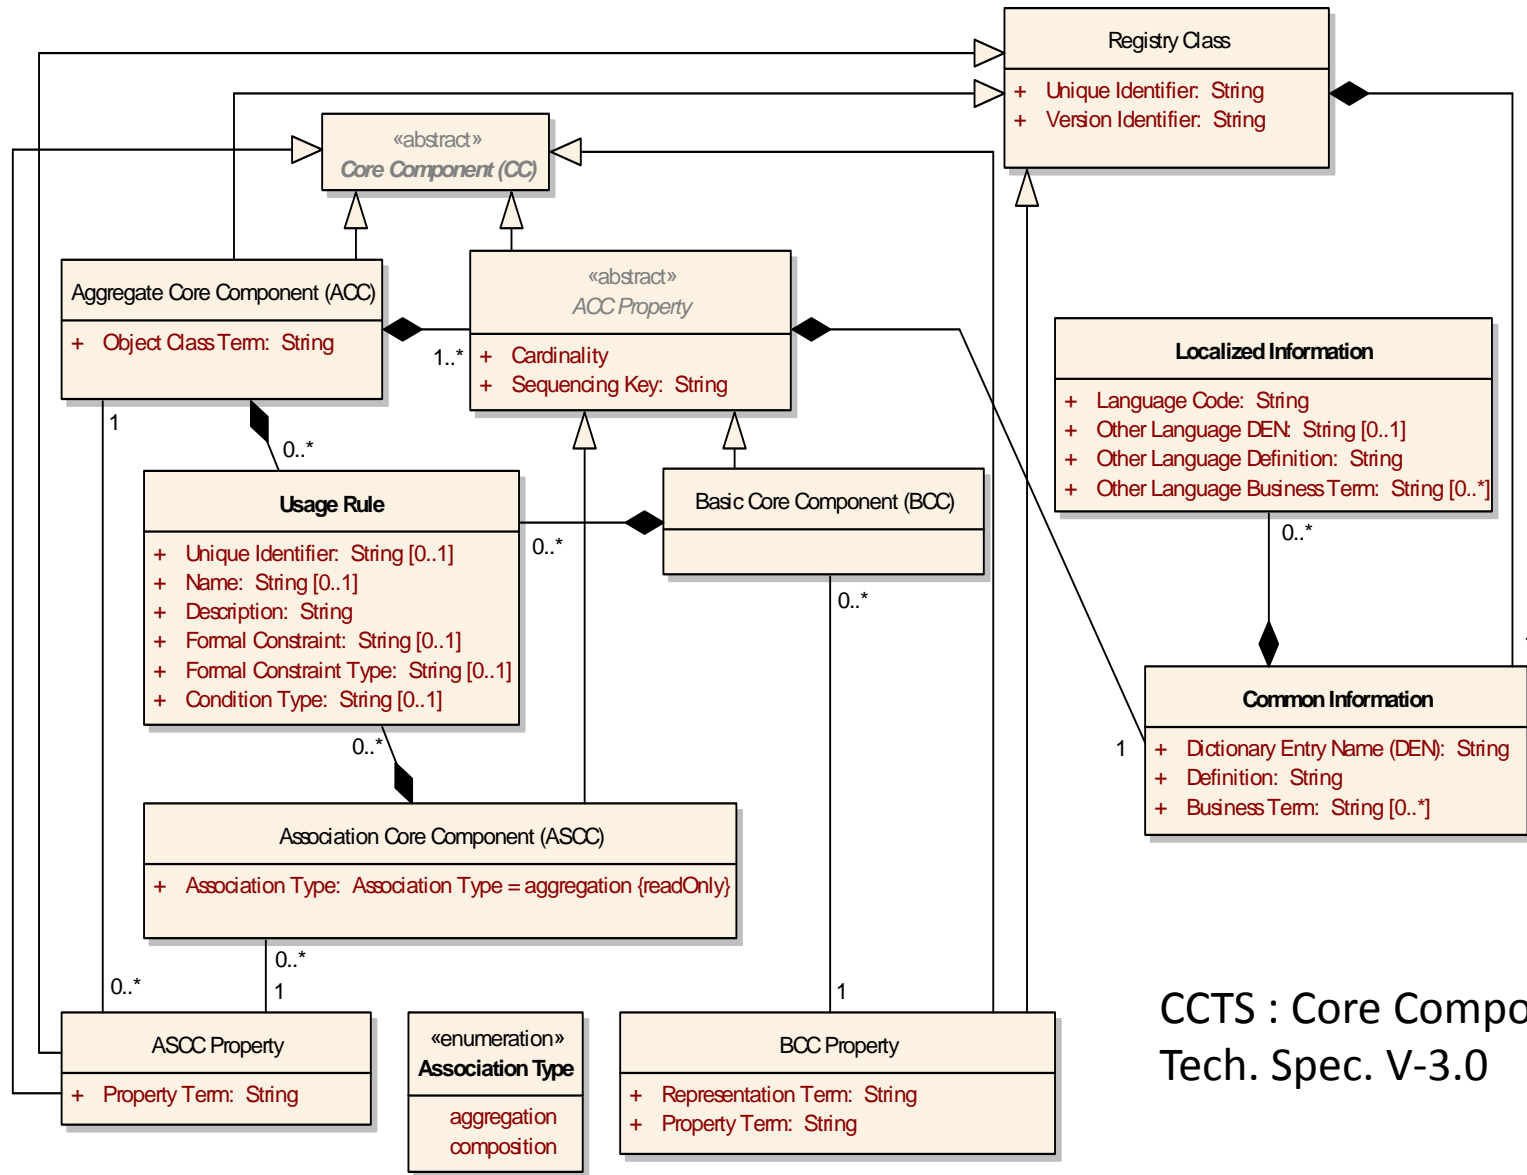 Registry Class
+ Unique Identifier: String
+ Version Identifier: String
«abstract»
Core Component (CC)
Aggregate Core Component (ACC)
+ Object Class Term: String
«abstract»
ACC Property
+ Cardinality
+ Sequencing Key: String
1..*
1
0..*
Localized Information
+ Language Code: String
+ Other Language DEN: String [0..1]
+ Other Language Definition: String
+ Other Language Business Term: String [0..*]
0..*
Usage Rule
+ Unique Identifier: String [0..1]
+ Name: String [0..1]
+ Description: String
+ Formal Constraint: String [0..1]
+ Formal Constraint Type: String [0..1]
+ Condition Type: String [0..1]
0..*
0..*
Basic Core Component (BCC)
0..*
Common Information
+ Dictionary Entry Name (DEN): String
+ Definition: String
+ Business Term: String [0..*]
1
Association Core Component (ASCC)
+ Association Type: Association Type = aggregation {readOnly}
0..*
0..*
1
1
ASCC Property
+ Property Term: String
«enumeration»
Association Type
aggregation
composition
BCC Property
+ Representation Term: String
+ Property Term: String
CCTS : Core Compo
Tech. Spec. V-3.0